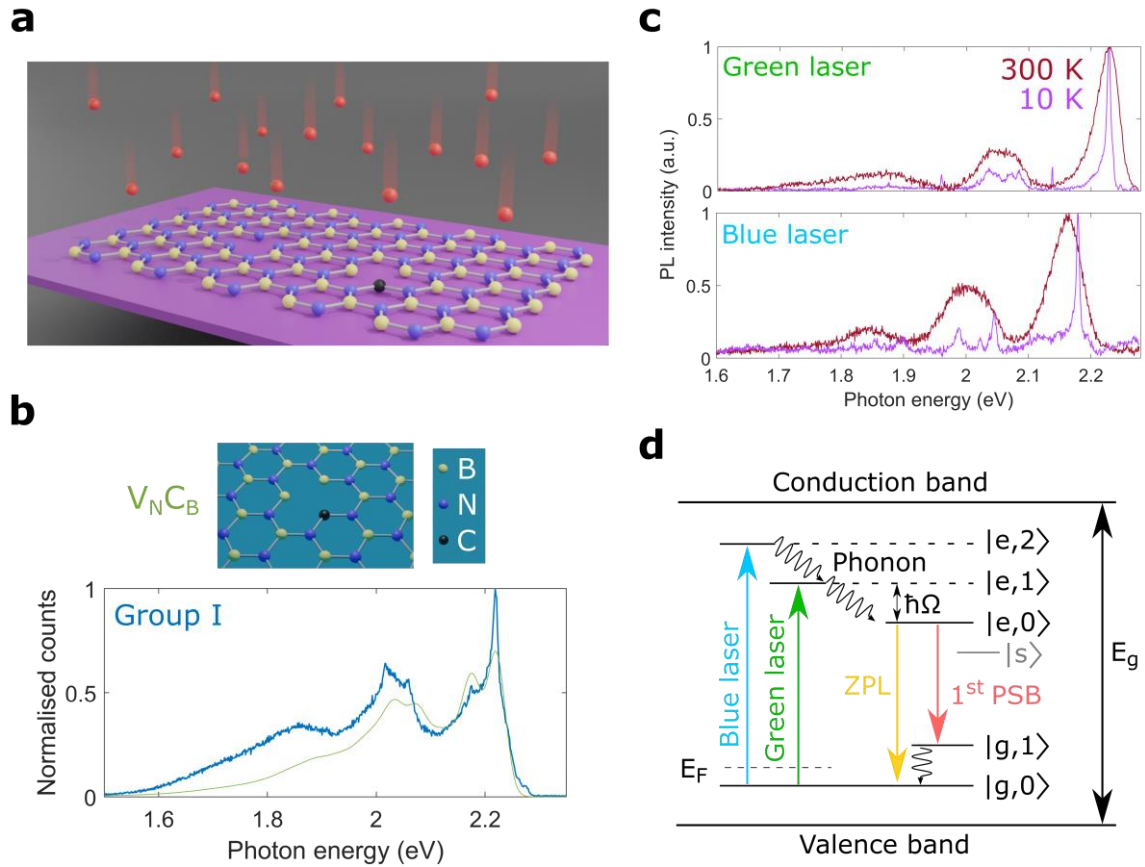 a
b
V_NC_B
B
N
C
Group I
1
0.5
0
Normalised counts
1.6
1.8
2
2.2
Photon energy (eV)
c
Green laser
300 K
10 K
1
0.5
0
Blue laser
1
0.5
0
PL intensity (a.u.)
1.6
1.7
1.8
1.9
2
2.1
2.2
Photon energy (eV)
d
Conduction band
|e,2⟩
Phonon
|e,1⟩
ħΩ
|e,0⟩
|s⟩
E_g
Blue laser
Green laser
ZPL
1st PSB
|g,1⟩
E_F
|g,0⟩
Valence band